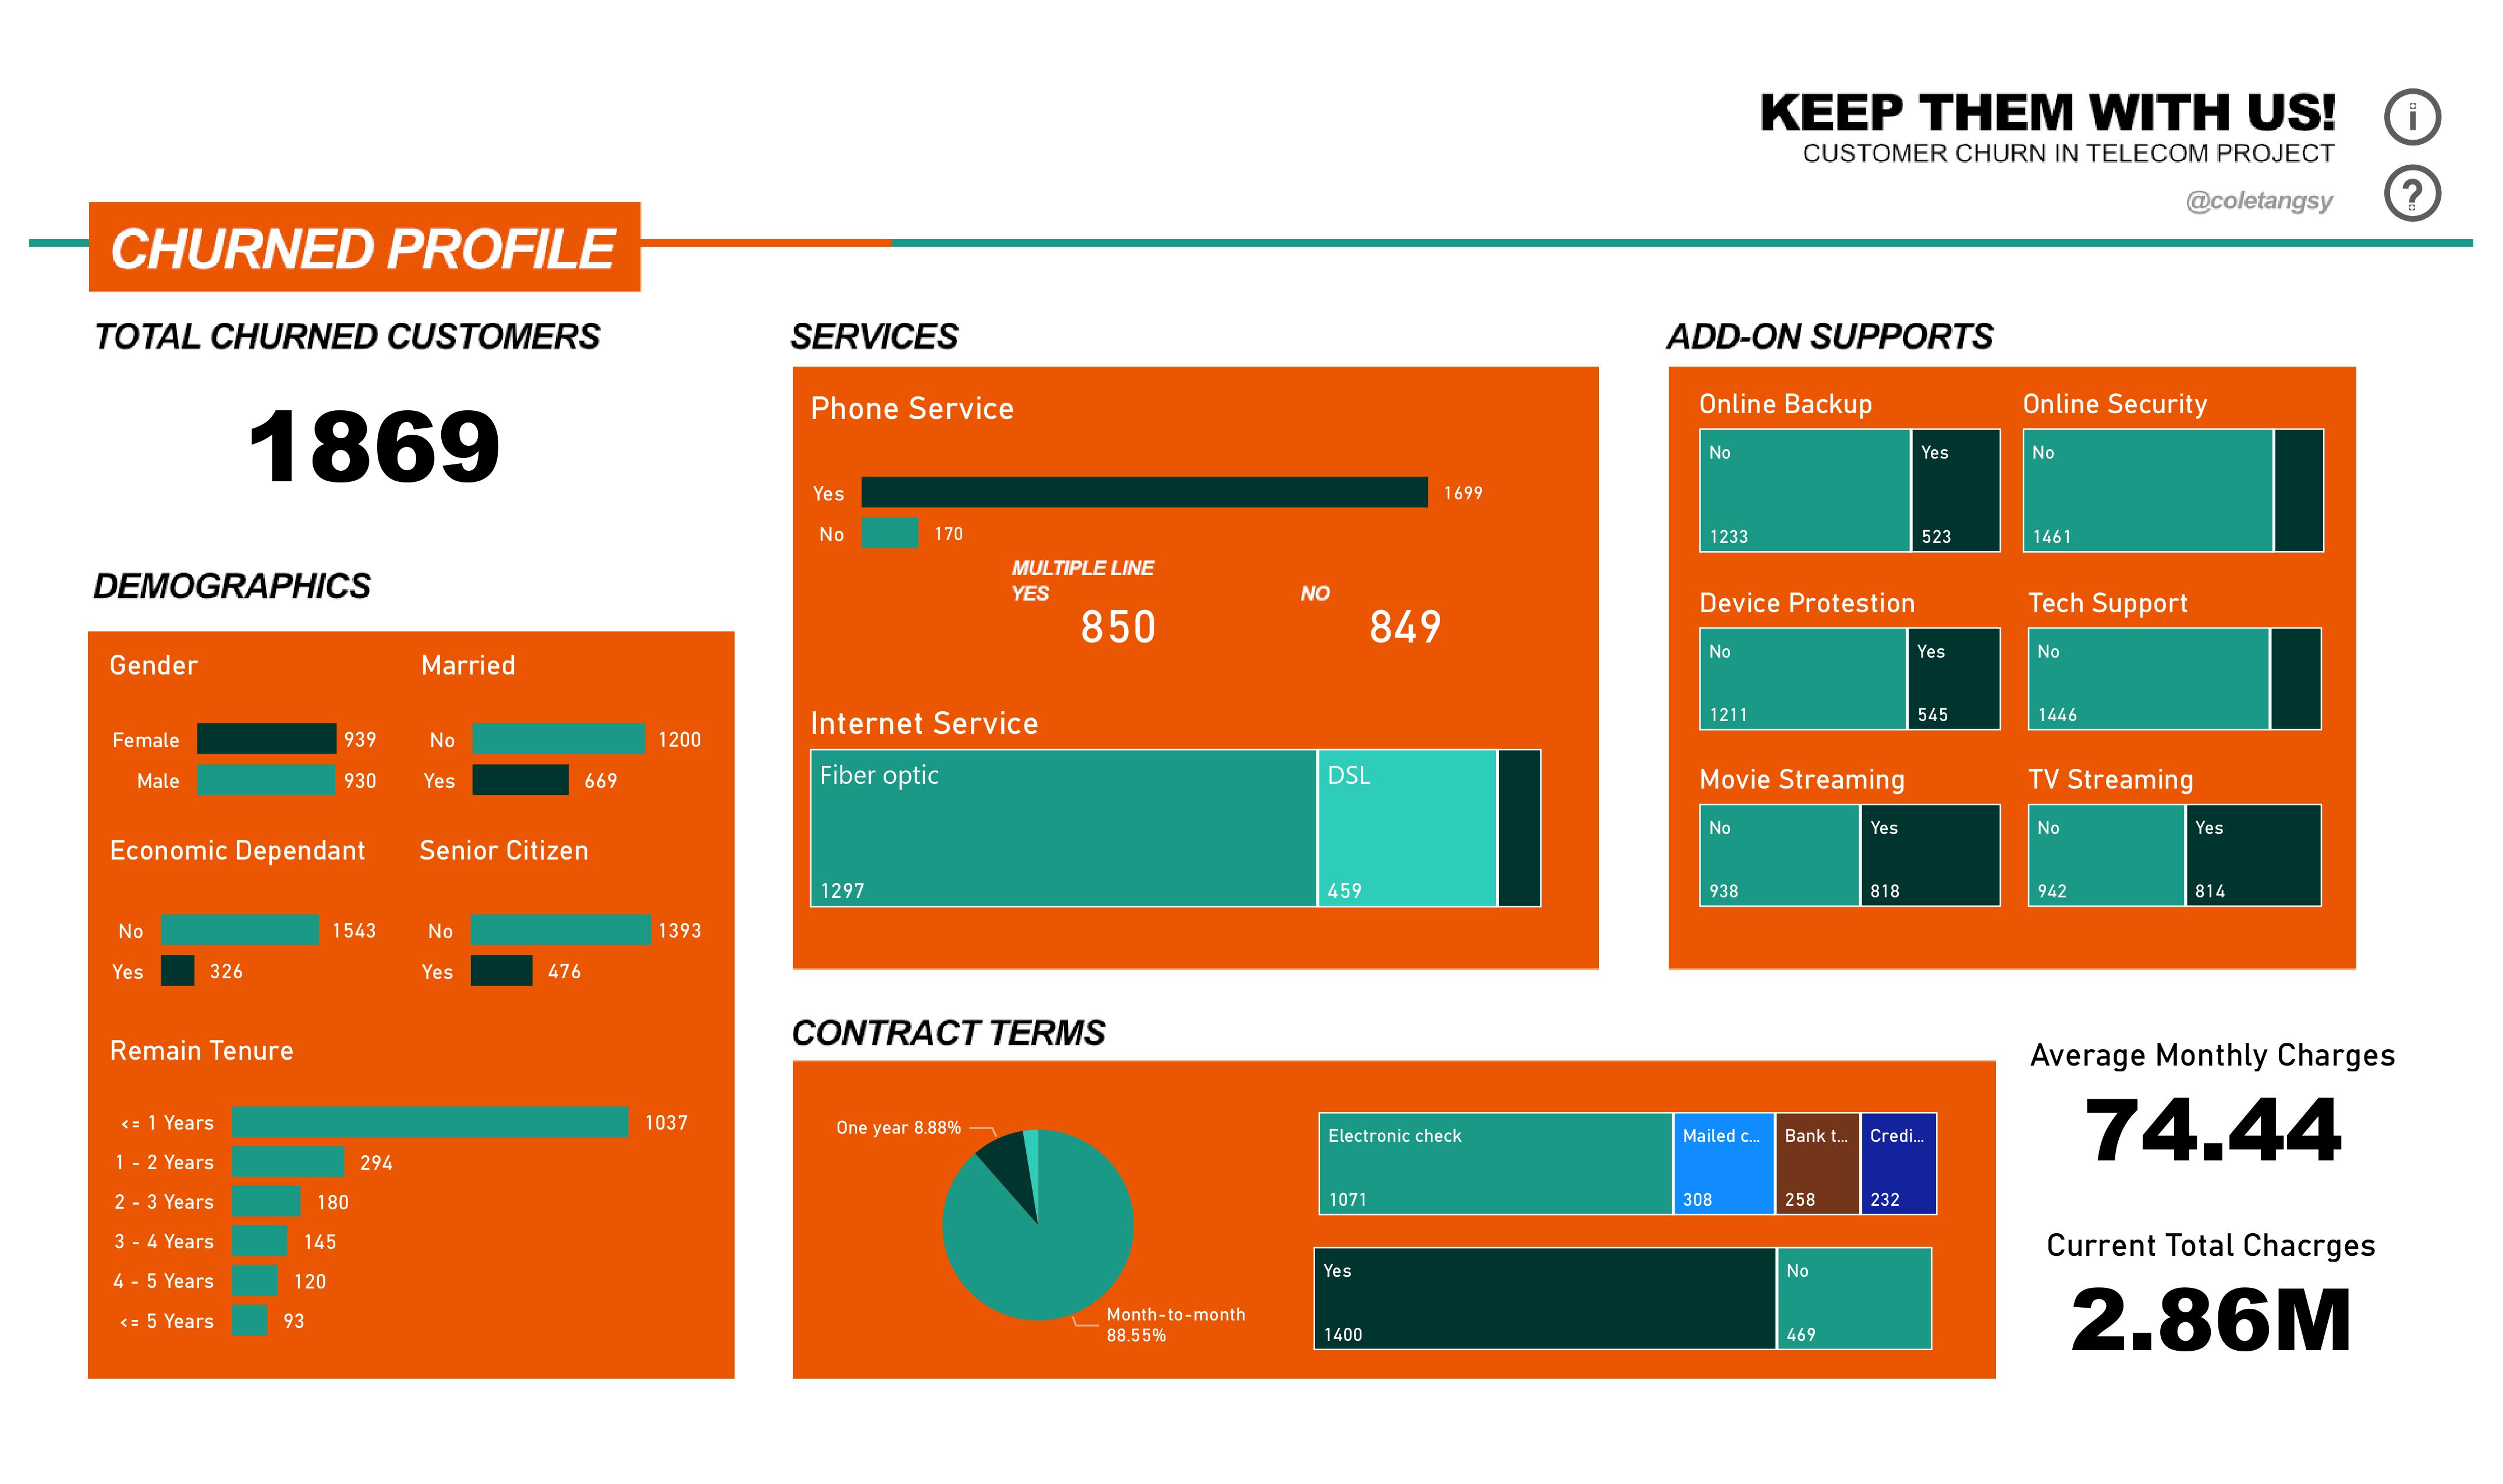 KEEP THEM WITH US!
CUSTOMER CHURN IN TELECOM PROJECT
@coletangsy
i
?
CHURNED PROFILE
TOTAL CHURNED CUSTOMERS
1869
DEMOGRAPHICS
Gender
Female 939
Male 930
Married
No 1200
Yes 669
Economic Dependant
No 1543
Yes 326
Senior Citizen
No 1393
Yes 476
Remain Tenure
<= 1 Years 1037
1 - 2 Years 294
2 - 3 Years 180
3 - 4 Years 145
4 - 5 Years 120
<= 5 Years 93
SERVICES
Phone Service
Yes 1699
No 170
MULTIPLE LINE
YES NO
850 849
Internet Service
Fiber optic DSL
1297 459
ADD-ON SUPPORTS
Online Backup
No Yes
1233 523
Online Security
No
1461
Device Protestion
No Yes
1211 545
Tech Support
No
1446
Movie Streaming
No Yes
938 818
TV Streaming
No Yes
942 814
CONTRACT TERMS
One year 8.88%
Month-to-month
88.55%
Electronic check Mailed c... Bank t... Credi...
1071 308 258 232
Yes No
1400 469
Average Monthly Charges
74.44
Current Total Chacrges
2.86M